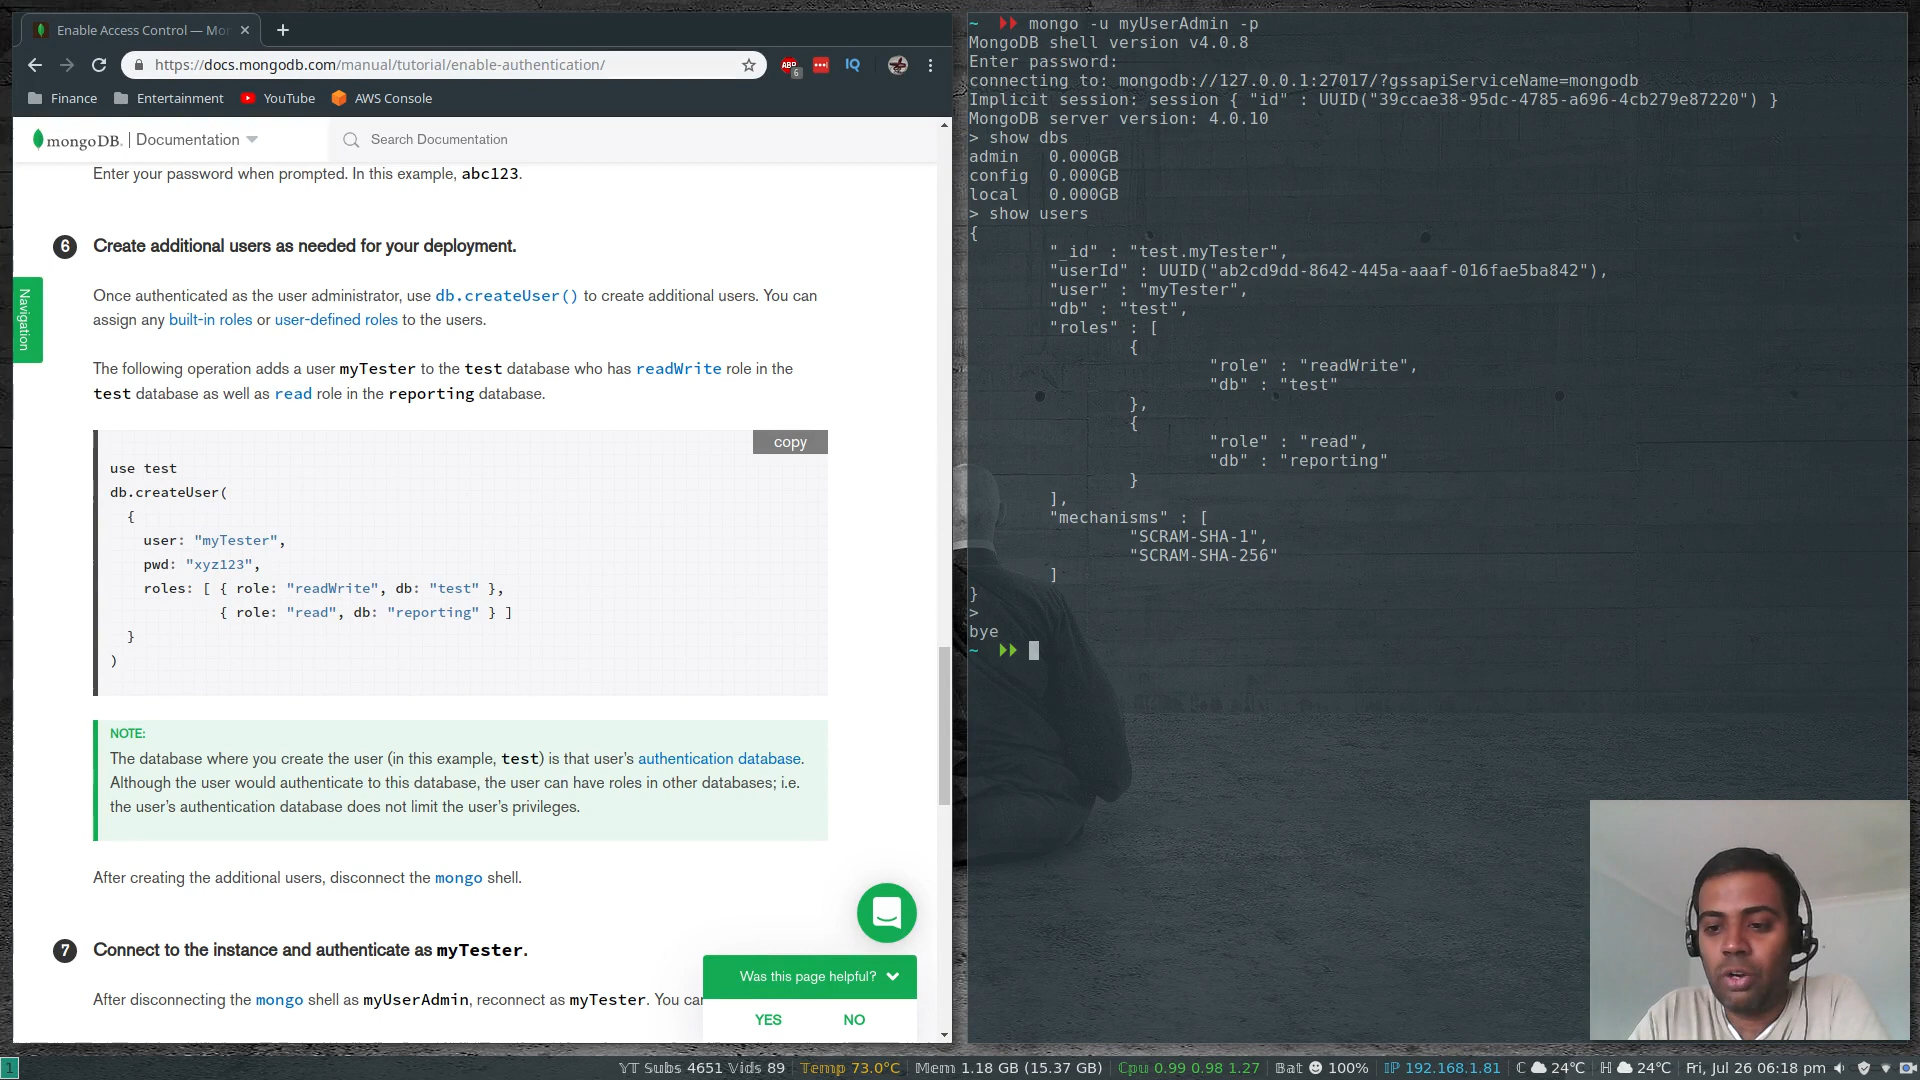 Enable Access Control — Mon
https://docs.mongodb.com/manual/tutorial/enable-authentication/
ABP
6
IQ
Finance
Entertainment
YouTube
AWS Console
mongoDB. | Documentation
Search Documentation
Enter your password when prompted. In this example, abc123.
6 Create additional users as needed for your deployment.
Navigation
Once authenticated as the user administrator, use db.createUser() to create additional users. You can
assign any built-in roles or user-defined roles to the users.
The following operation adds a user myTester to the test database who has readWrite role in the
test database as well as read role in the reporting database.
copy
use test
db.createUser(
{
user: "myTester",
pwd: "xyz123",
roles: [ { role: "readWrite", db: "test" },
{ role: "read", db: "reporting" } ]
}
)
NOTE:
The database where you create the user (in this example, test) is that user's authentication database.
Although the user would authenticate to this database, the user can have roles in other databases; i.e.
the user's authentication database does not limit the user's privileges.
After creating the additional users, disconnect the mongo shell.
7 Connect to the instance and authenticate as myTester.
After disconnecting the mongo shell as myUserAdmin, reconnect as myTester. You can
Was this page helpful?
YES NO
~ mongo -u myUserAdmin -p
MongoDB shell version v4.0.8
Enter password:
connecting to: mongodb://127.0.0.1:27017/?gssapiServiceName=mongodb
Implicit session: session { "id" : UUID("39ccae38-95dc-4785-a696-4cb279e87220") }
MongoDB server version: 4.0.10
> show dbs
admin 0.000GB
config 0.000GB
local 0.000GB
> show users
{
"_id" : "test.myTester",
"userId" : UUID("ab2cd9dd-8642-445a-aaaf-016fae5ba842"),
"user" : "myTester",
"db" : "test",
"roles" : [
{
"role" : "readWrite",
"db" : "test"
},
{
"role" : "read",
"db" : "reporting"
}
],
"mechanisms" : [
"SCRAM-SHA-1",
"SCRAM-SHA-256"
]
}
>
bye
~
1
YT Subs 4651 Vids 89 Temp 73.0°C Mem 1.18 GB (15.37 GB) Cpu 0.99 0.98 1.27 Bat 100% IP 192.168.1.81 C 24°C H 24°C Fri, Jul 26 06:18 pm